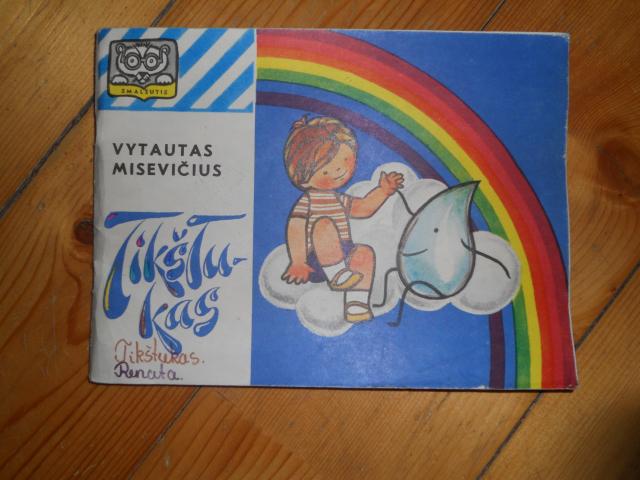 SMALSUTIS
VYTAUTAS
MISEVIČIUS
TIKŠTU-
KAS
Tikštukas.
Renata.